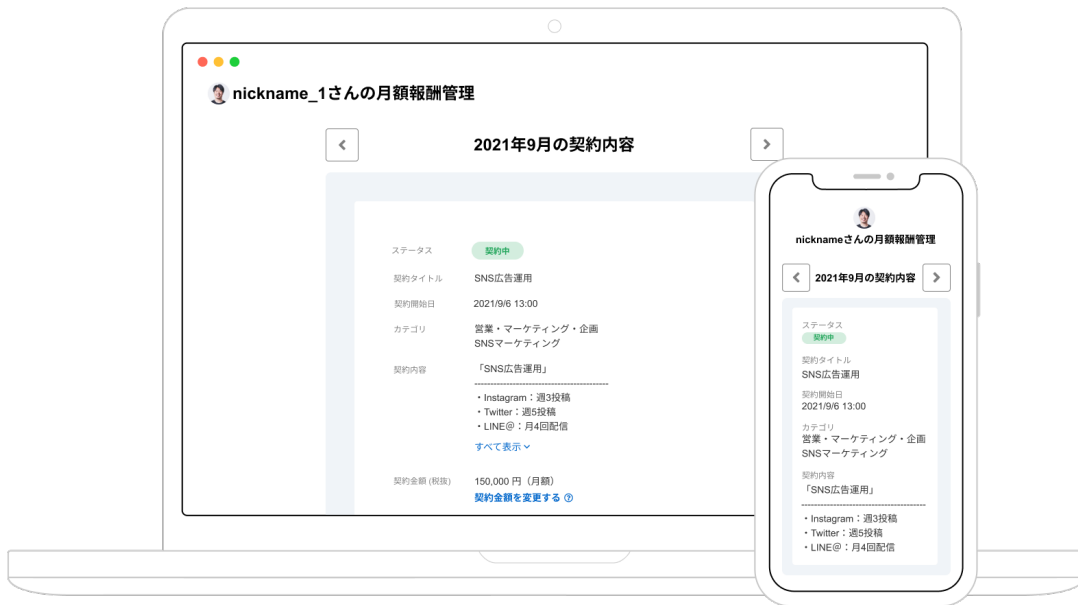 nickname_1さんの月額報酬管理
2021年9月の契約内容
ステータス 契約中
契約タイトル SNS広告運用
契約開始日 2021/9/6 13:00
カテゴリ 営業・マーケティング・企画
SNSマーケティング
契約内容 「SNS広告運用」
------------------------------------------
・Instagram：週3投稿
・Twitter：週5投稿
・LINE＠：月4回配信
すべて表示
契約金額 (税抜) 150,000 円（月額）
契約金額を変更する ?
nicknameさんの月額報酬管理
2021年9月の契約内容
ステータス
契約中
契約タイトル
SNS広告運用
契約開始日
2021/9/6 13:00
カテゴリ
営業・マーケティング・企画
SNSマーケティング
契約内容
「SNS広告運用」
---------------------------------------
・Instagram：週3投稿
・Twitter：週5投稿
・LINE＠：月4回配信